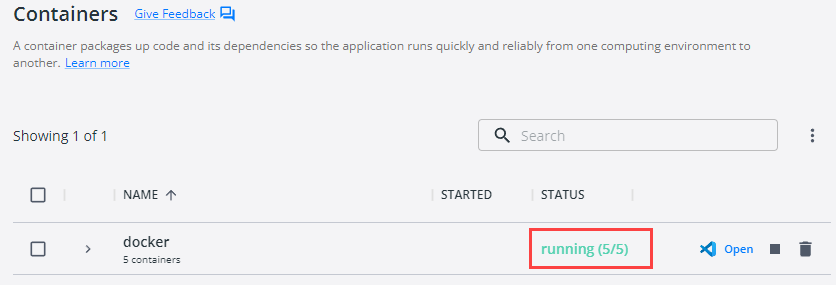 Containers Give Feedback
A container packages up code and its dependencies so the application runs quickly and reliably from one computing environment to
another. Learn more
Showing 1 of 1
Search
NAME STARTED STATUS
docker
5 containers
running (5/5)
Open